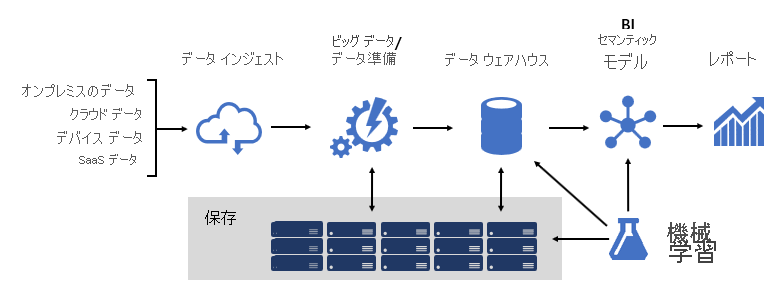 オンプレミスのデータ
クラウド データ
デバイス データ
SaaS データ
データ インジェスト
ビッグ データ/
データ準備
データ ウェアハウス
BI
セマンティック
モデル
レポート
保存
機械
学習